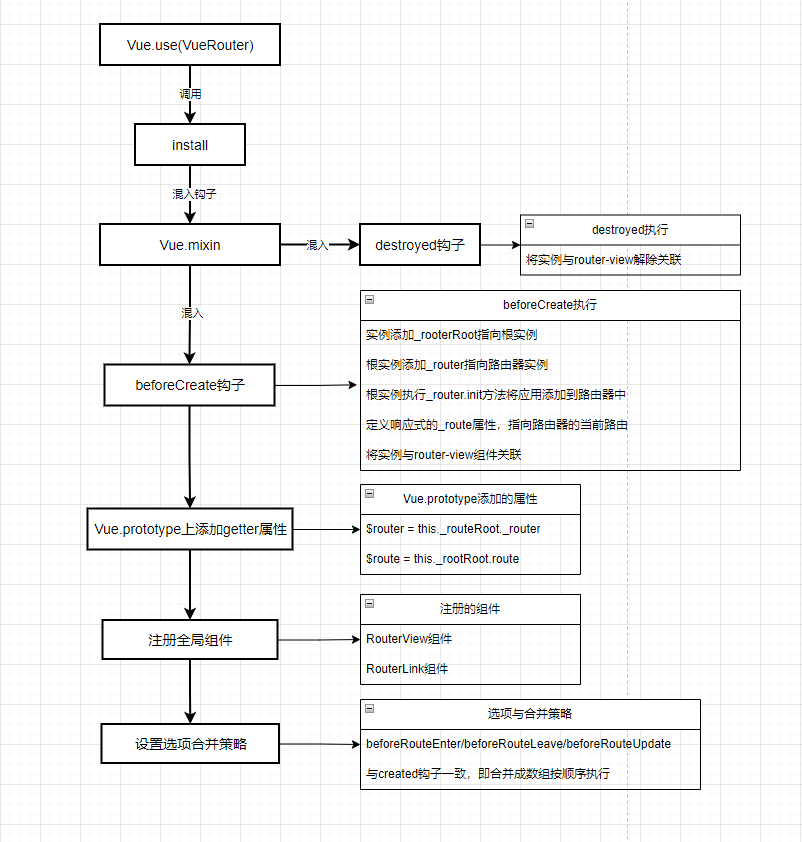 Vue.use(VueRouter)
调用
install
混入钩子
Vue.mixin
混入
destroyed钩子
destroyed执行
将实例与router-view解除关联
混入
beforeCreate钩子
beforeCreate执行
实例添加_rooterRoot指向根实例
根实例添加_router指向路由器实例
根实例执行_router.init方法将应用添加到路由器中
定义响应式的_route属性，指向路由器的当前路由
将实例与router-view组件关联
Vue.prototype上添加getter属性
Vue.prototype添加的属性
$router = this._routeRoot._router
$route = this._rootRoot.route
注册全局组件
注册的组件
RouterView组件
RouterLink组件
设置选项合并策略
选项与合并策略
beforeRouteEnter/beforeRouteLeave/beforeRouteUpdate
与created钩子一致，即合并成数组按顺序执行